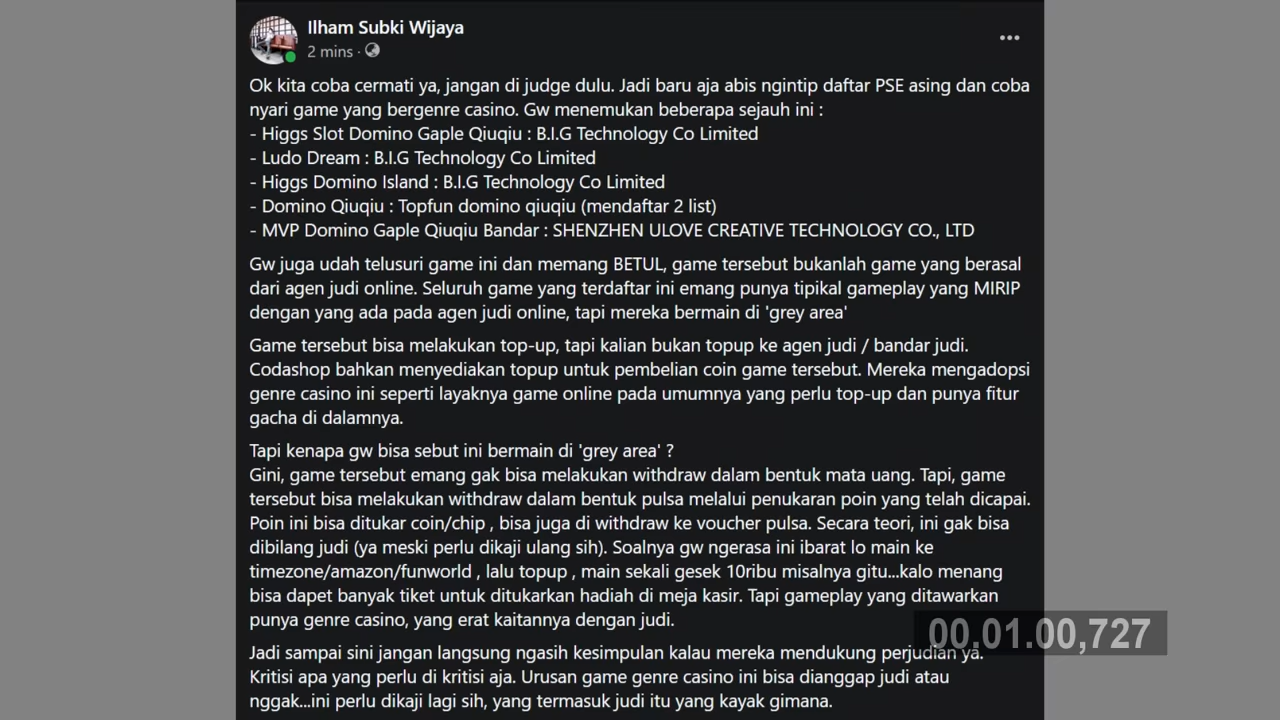 Ilham Subki Wijaya
2 mins ·
Ok kita coba cermati ya, jangan di judge dulu. Jadi baru aja abis ngintip daftar PSE asing dan coba
nyari game yang bergenre casino. Gw menemukan beberapa sejauh ini :
- Higgs Slot Domino Gaple Qiuqiu : B.I.G Technology Co Limited
- Ludo Dream : B.I.G Technology Co Limited
- Higgs Domino Island : B.I.G Technology Co Limited
- Domino Qiuqiu : Topfun domino qiuqiu (mendaftar 2 list)
- MVP Domino Gaple Qiuqiu Bandar : SHENZHEN ULOVE CREATIVE TECHNOLOGY CO., LTD
Gw juga udah telusuri game ini dan memang BETUL, game tersebut bukanlah game yang berasal
dari agen judi online. Seluruh game yang terdaftar ini emang punya tipikal gameplay yang MIRIP
dengan yang ada pada agen judi online, tapi mereka bermain di 'grey area'
Game tersebut bisa melakukan top-up, tapi kalian bukan topup ke agen judi / bandar judi.
Codashop bahkan menyediakan topup untuk pembelian coin game tersebut. Mereka mengadopsi
genre casino ini seperti layaknya game online pada umumnya yang perlu top-up dan punya fitur
gacha di dalamnya.
Tapi kenapa gw bisa sebut ini bermain di 'grey area' ?
Gini, game tersebut emang gak bisa melakukan withdraw dalam bentuk mata uang. Tapi, game
tersebut bisa melakukan withdraw dalam bentuk pulsa melalui penukaran poin yang telah dicapai.
Poin ini bisa ditukar coin/chip , bisa juga di withdraw ke voucher pulsa. Secara teori, ini gak bisa
dibilang judi (ya meski perlu dikaji ulang sih). Soalnya gw ngerasa ini ibarat lo main ke
timezone/amazon/funworld , lalu topup , main sekali gesek 10ribu misalnya gitu...kalo menang
bisa dapet banyak tiket untuk ditukarkan hadiah di meja kasir. Tapi gameplay yang ditawarkan
punya genre casino, yang erat kaitannya dengan judi.
00.01.00,727
Jadi sampai sini jangan langsung ngasih kesimpulan kalau mereka mendukung perjudian ya.
Kritisi apa yang perlu di kritisi aja. Urusan game genre casino ini bisa dianggap judi atau
nggak...ini perlu dikaji lagi sih, yang termasuk judi itu yang kayak gimana.